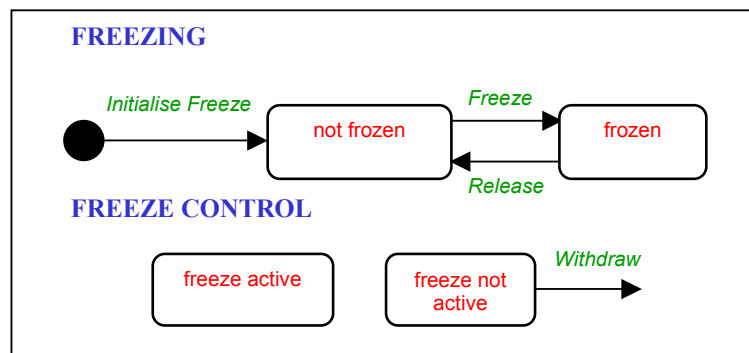 FREEZING
Initialise Freeze
Freeze
not frozen
frozen
Release
FREEZE CONTROL
freeze active
freeze not
active
Withdraw